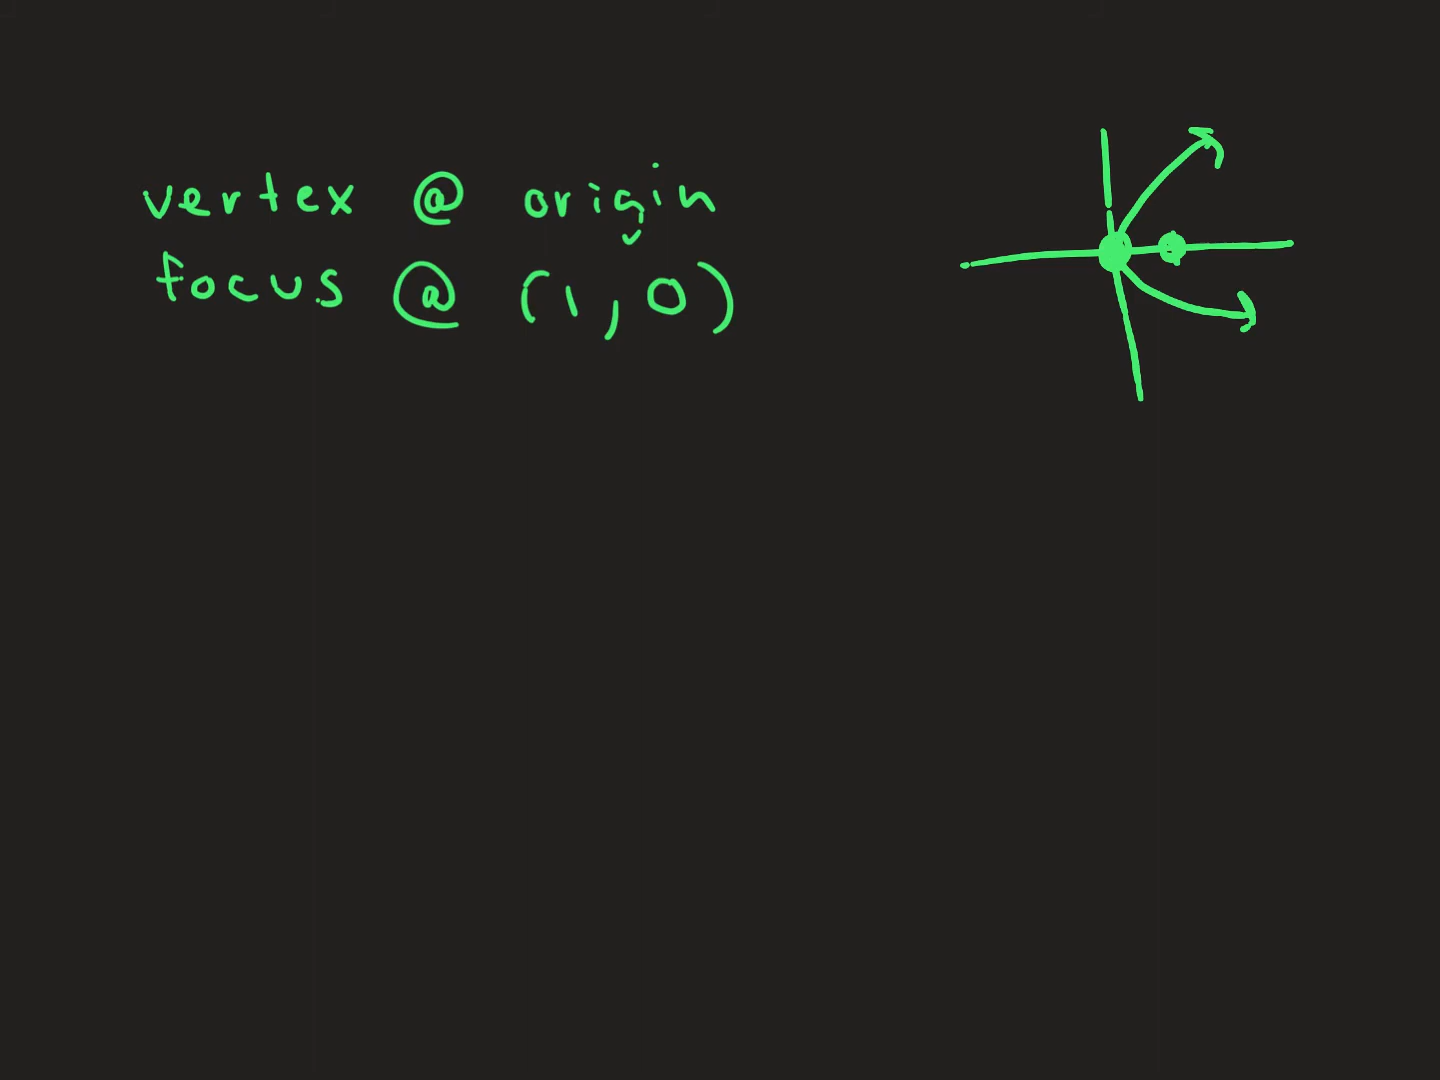 vertex @ origin
focus @ (1,0)